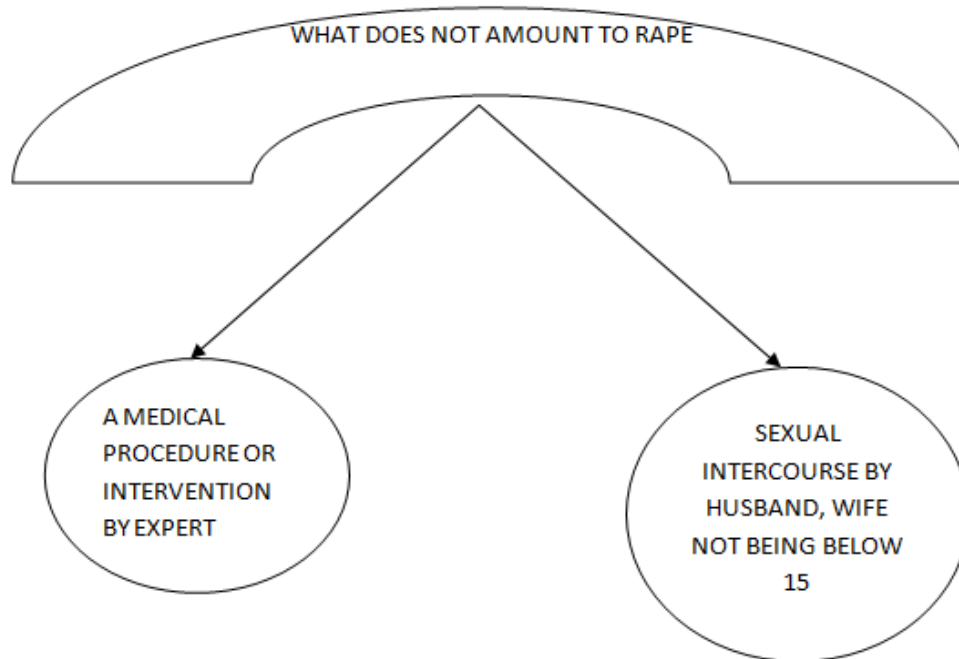 WHAT DOES NOT AMOUNT TO RAPE
A MEDICAL
PROCEDURE OR
INTERVENTION
BY EXPERT
SEXUAL
INTERCOURSE BY
HUSBAND, WIFE
NOT BEING BELOW
15